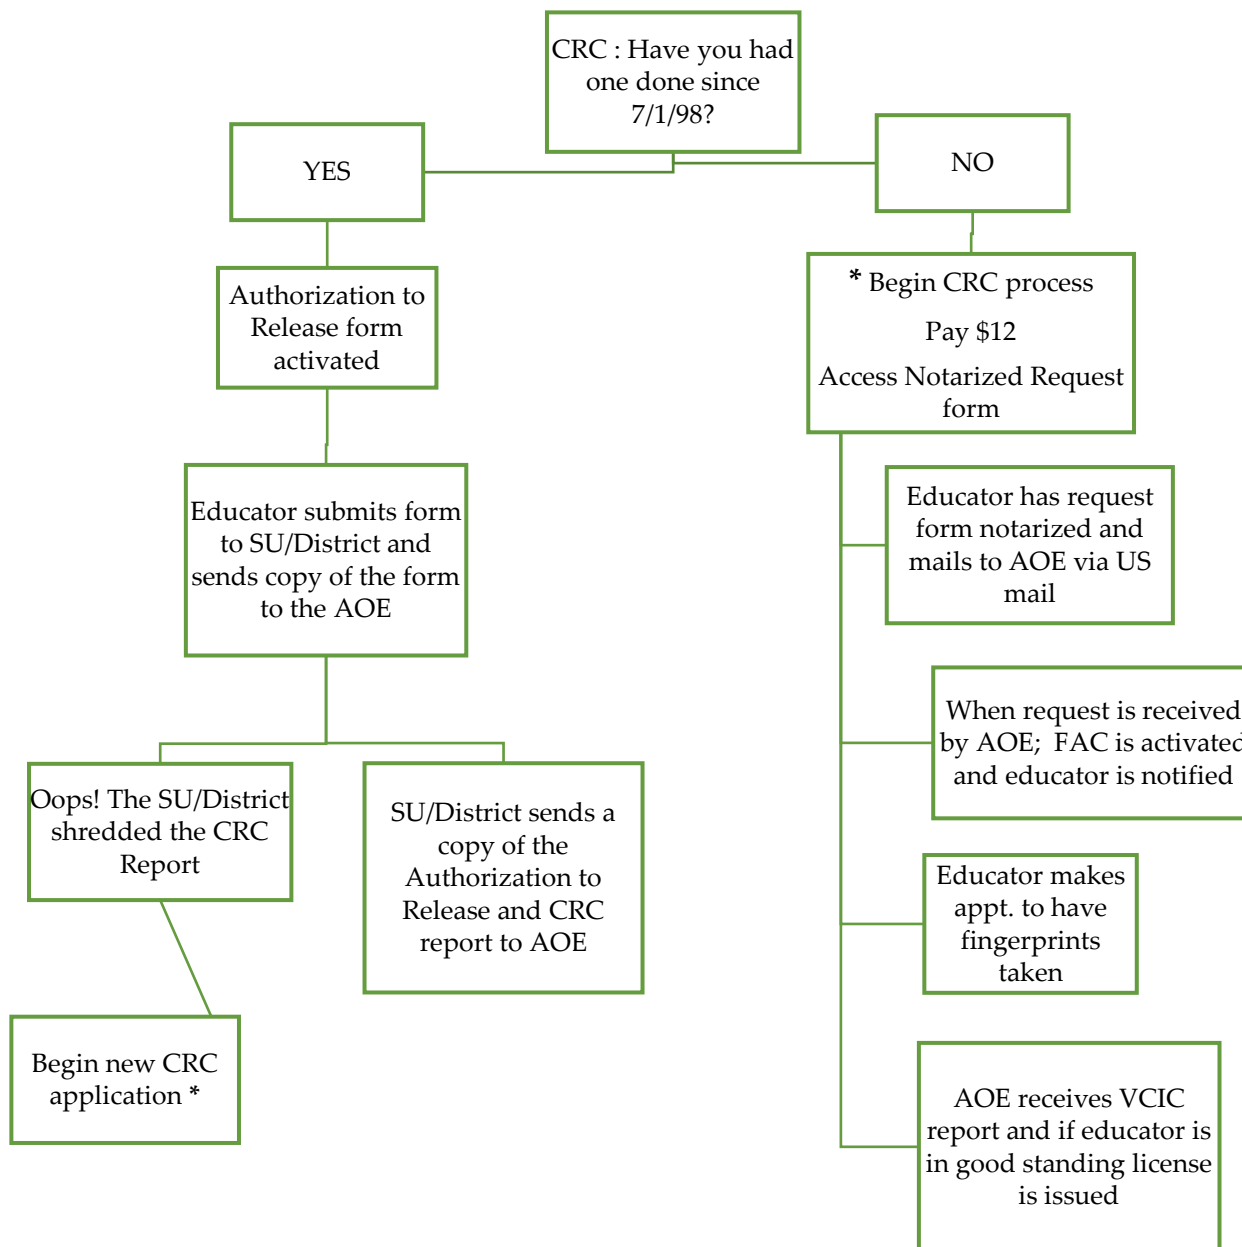 CRC : Have you had
one done since
7/1/98?
YES
NO
Authorization to
Release form
activated
* Begin CRC process
Pay $12
Access Notarized Request
form
Educator submits form
to SU/District and
sends copy of the form
to the AOE
Educator has request
form notarized and
mails to AOE via US
mail
When request is received
by AOE;  FAC is activated
and educator is notified
Oops! The SU/District
shredded the CRC
Report
SU/District sends a
copy of the
Authorization to
Release and CRC
report to AOE
Educator makes
appt. to have
fingerprints
taken
Begin new CRC
application *
AOE receives VCIC
report and if educator is
in good standing license
is issued